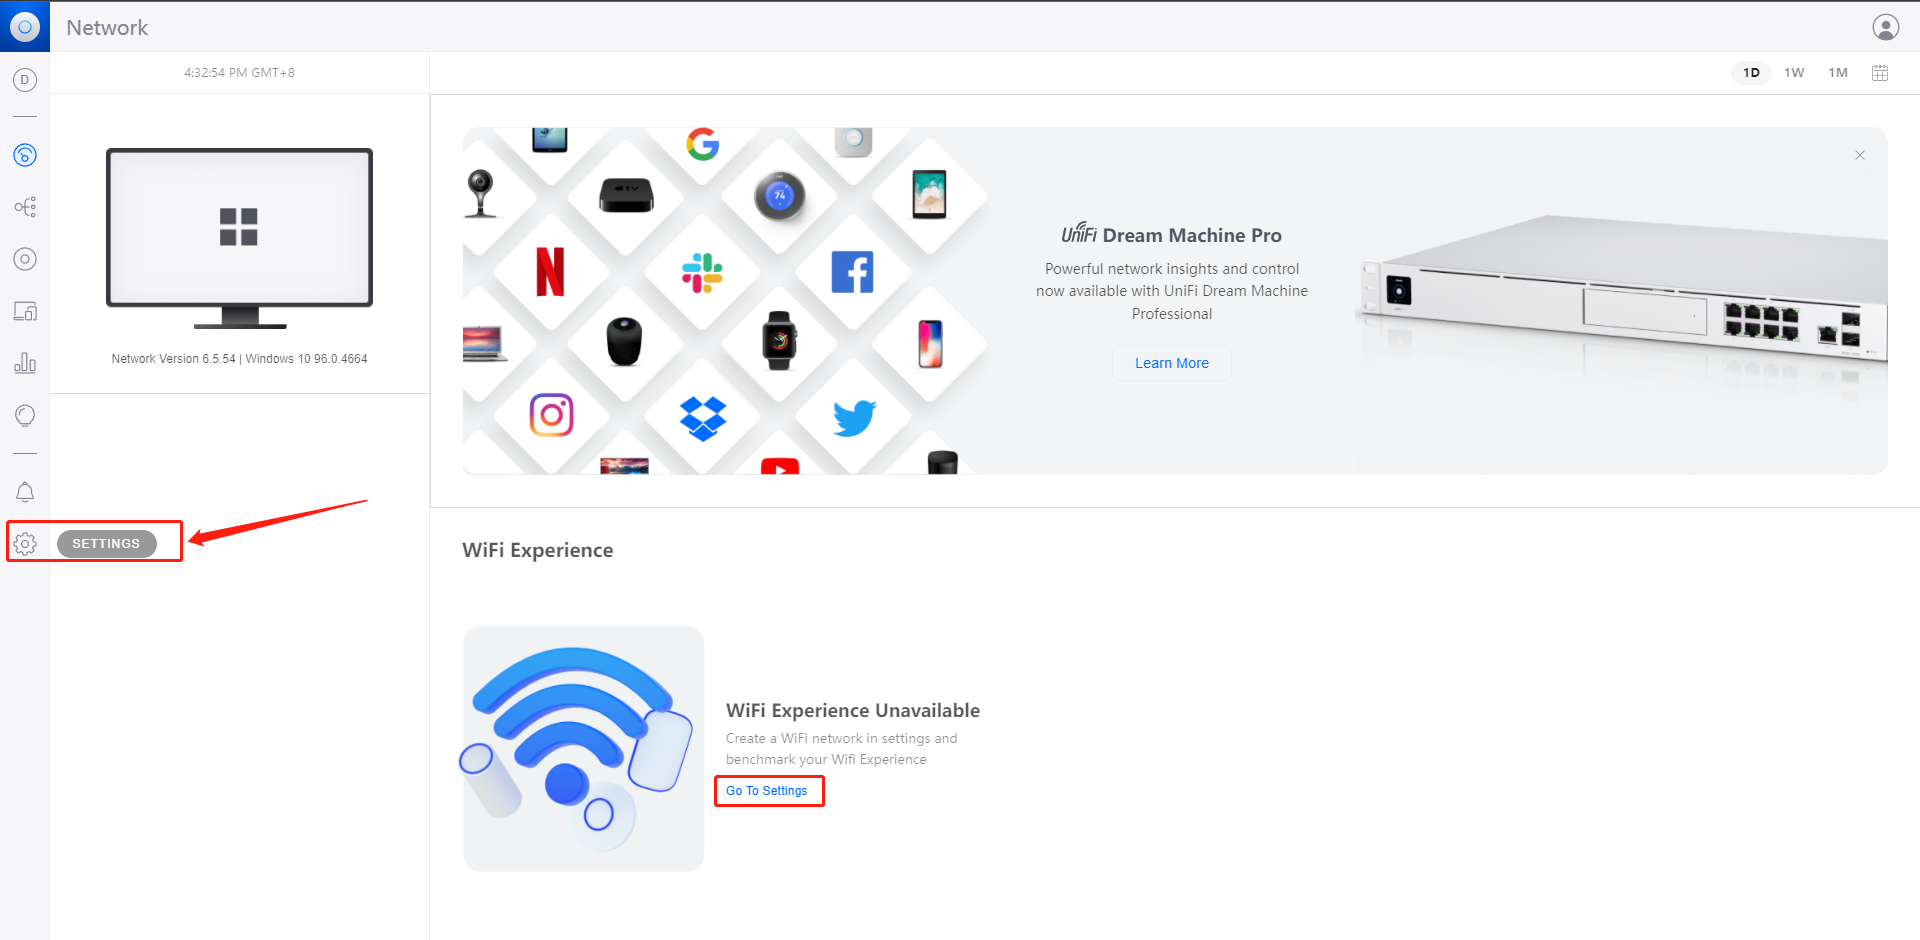 Network
D
4:32:54 PM GMT+8
1D 1W 1M
Network Version 6.5.54 | Windows 10 96.0.4664
SETTINGS
tv
74
UniFi Dream Machine Pro
Powerful network insights and control
now available with UniFi Dream Machine
Professional
Learn More
WiFi Experience
WiFi Experience Unavailable
Create a WiFi network in settings and
benchmark your Wifi Experience
Go To Settings